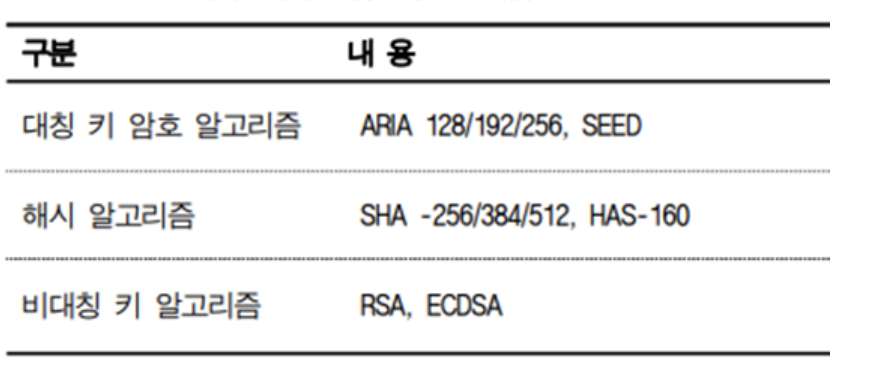 구분 내 용
대칭 키 암호 알고리즘 ARIA 128/192/256, SEED
해시 알고리즘 SHA -256/384/512, HAS-160
비대칭 키 알고리즘 RSA, ECDSA